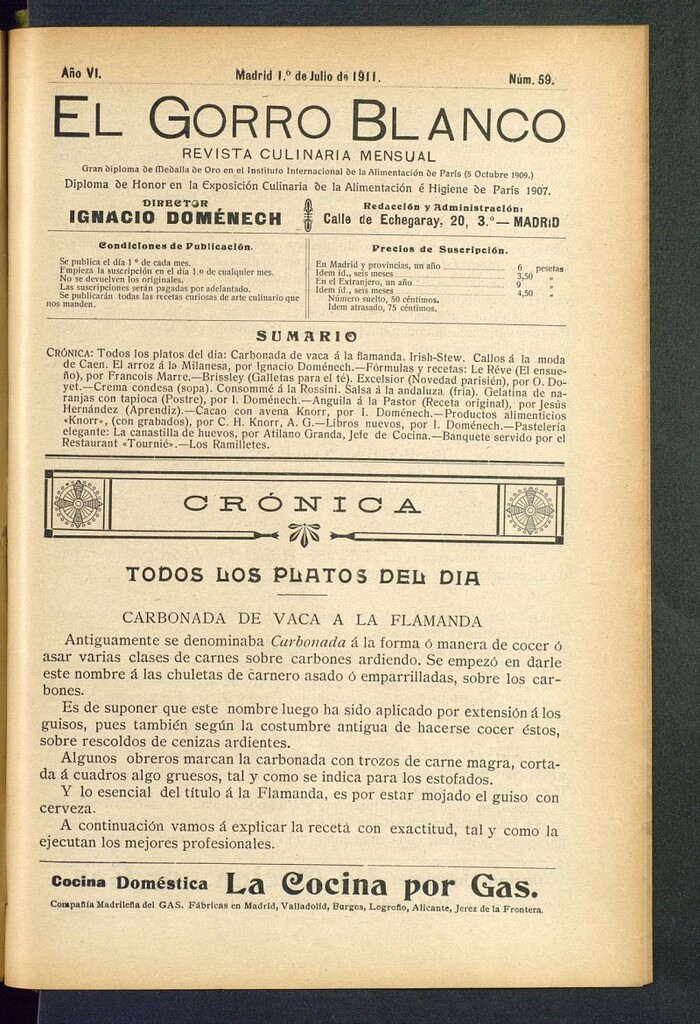 Año VI.
Madrid 1.º de Julio de 1911.
Núm. 59.
EL GORRO BLANCO
REVISTA CULINARIA MENSUAL
Gran diploma de Medalla de Oro en el Instituto Internacional de la Alimentación de París (5 Octubre 1909.)
Diploma de Honor en la Exposición Culinaria de la Alimentación é Higiene de París 1907.
DIRECTOR
IGNACIO DOMÉNECH
Redacción y Administración:
Calle de Echegaray, 20, 3.º—MADRID
Condiciones de Publicación.
Se publica el día 1 º de cada mes.
Empieza la suscripción en el día 1.º de cualquier mes.
No se devuelven los originales.
Las suscripciones serán pagadas por adelantado.
Se publicarán todas las recetas curiosas de arte culinario que
nos manden.
Precios de Suscripción.
En Madrid y provincias, un año 6 pesetas
Idem íd., seis meses 3,50 »
En el Extranjero, un año 9 »
Idem íd., seis meses 4,50 »
Número suelto, 50 céntimos.
Idem atrasado, 75 céntimos.
SUMARIO
CRÓNICA: Todos los platos del día: Carbonada de vaca á la flamanda. Irish-Stew. Callos á la moda
de Caen. El arroz á la Milanesa, por Ignacio Doménech.—Fórmulas y recetas: Le Réve (El ensue-
ño), por Francois Marre.—Brissley (Galletas para el té). Excelsior (Novedad parisién), por O. Do-
yet.—Crema condesa (sopa). Consommé á la Rossini. Salsa á la andaluza (fría). Gelatina de na-
ranjas con tapioca (Postre), por I. Doménech.—Anguila á la Pastor (Receta original), por Jesús
Hernández (Aprendiz).—Cacao con avena Knorr, por I. Doménech.—Productos alimenticios
«Knorr», (con grabados), por C. H. Knorr, A. G.—Libros nuevos, por I. Doménech.—Pastelería
elegante: La canastilla de huevos, por Atilano Granda, Jefe de Cocina.—Banquete servido por el
Restaurant «Tournié».—Los Ramilletes.
CRÓNICA
TODOS LOS PLATOS DEL DIA
CARBONADA DE VACA A LA FLAMANDA
Antiguamente se denominaba Carbonada á la forma ó manera de cocer ó
asar varias clases de carnes sobre carbones ardiendo. Se empezó en darle
este nombre á las chuletas de carnero asado ó emparrilladas, sobre los car-
bones.
Es de suponer que este nombre luego ha sido aplicado por extensión á los
guisos, pues también según la costumbre antigua de hacerse cocer éstos,
sobre rescoldos de cenizas ardientes.
Algunos obreros marcan la carbonada con trozos de carne magra, corta-
da á cuadros algo gruesos, tal y como se indica para los estofados.
Y lo esencial del título á la Flamanda, es por estar mojado el guiso con
cerveza.
A continuación vamos á explicar la receta con exactitud, tal y como la
ejecutan los mejores profesionales.
Cocina Doméstica La Cocina por Gas.
Compañía Madrileña del GAS. Fábricas en Madrid, Valladolid, Burgos, Logroño, Alicante, Jerez de la Frontera.